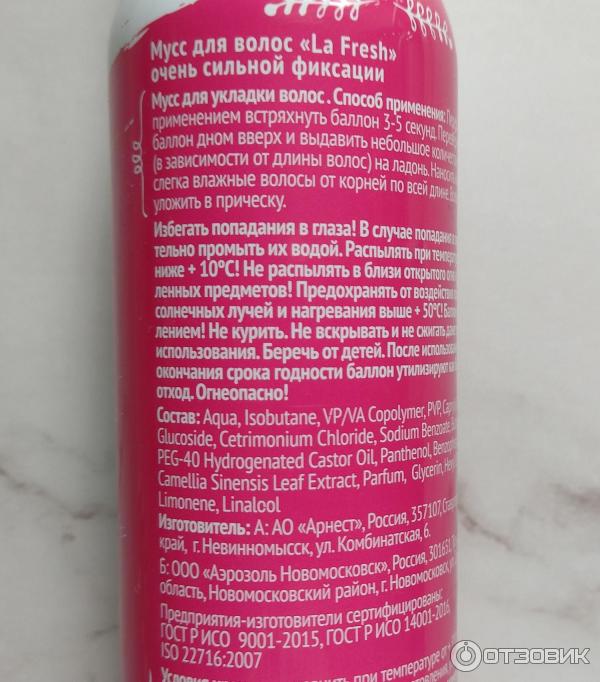 Мусс для волос «La Fresh»
очень сильной фиксации
Мусс для укладки волос. Способ применения:
применением встряхнуть баллон 3-5 секунд.
баллон дном вверх и выдавить небольшое
(в зависимости от длины волос) на ладонь.
слегка влажные волосы от корней по всей длине.
уложить в прическу.
Избегать попадания в глаза! В случае попадания
тельно промыть их водой. Распылять при
ниже + 10°C! Не распылять в близи открытого
ленных предметов! Предохранять от воздействия
солнечных лучей и нагревания выше + 50°C!
лением! Не курить. Не вскрывать и не сжигать
использования. Беречь от детей. После
окончания срока годности баллон утилизируют как
отход. Огнеопасно!
Состав: Aqua, Isobutane, VP/VA Copolymer, PVP,
Glucoside, Cetrimonium Chloride, Sodium Benzoate,
PEG-40 Hydrogenated Castor Oil, Panthenol,
Camellia Sinensis Leaf Extract, Parfum, Glycerin,
Limonene, Linalool
Изготовитель: А: АО «Арнест», Россия, 357107,
край, г. Невинномысск, ул. Комбинатская, 6.
Б: ООО «Аэрозоль Новомосковск», Россия, 301651,
область, Новомосковский район, г. Новомосковск,
Предприятия-изготовители сертифицированы:
ГОСТ Р ИСО 9001-2015, ГОСТ Р ИСО 14001-2016,
ISO 22716:2007
при температуре от
ОТЗОВИК